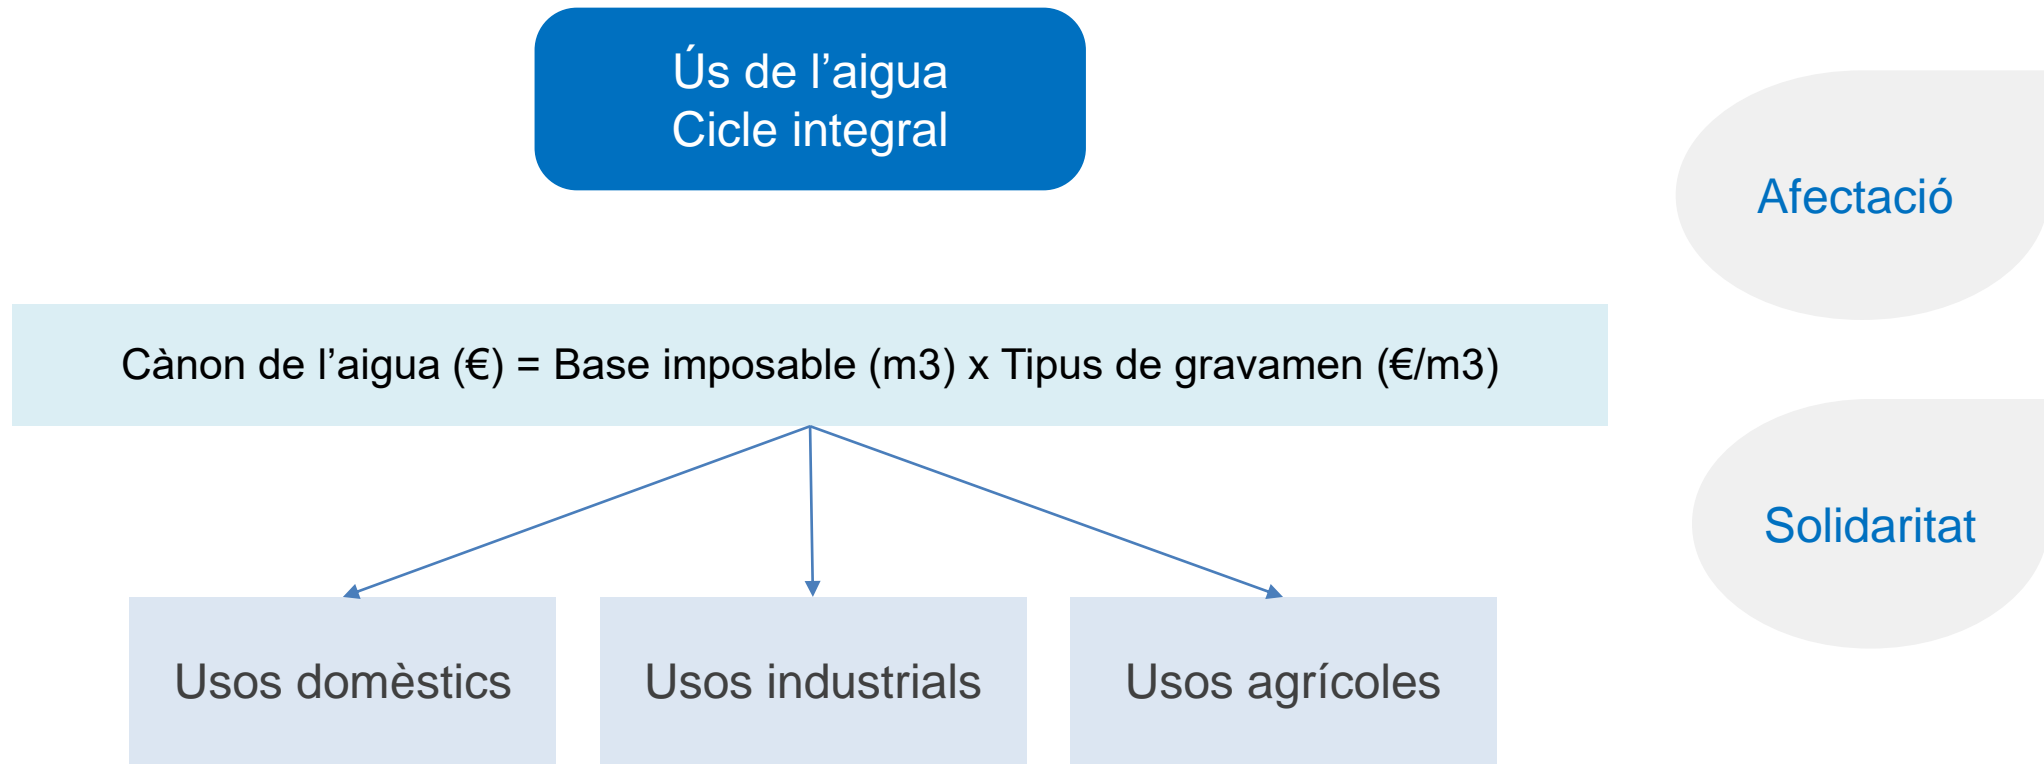 Ús de l’aigua
Cicle integral
Afectació
Cànon de l’aigua (€) = Base imposable (m3) x Tipus de gravamen (€/m3)
Solidaritat
Usos domèstics
Usos industrials
Usos agrícoles